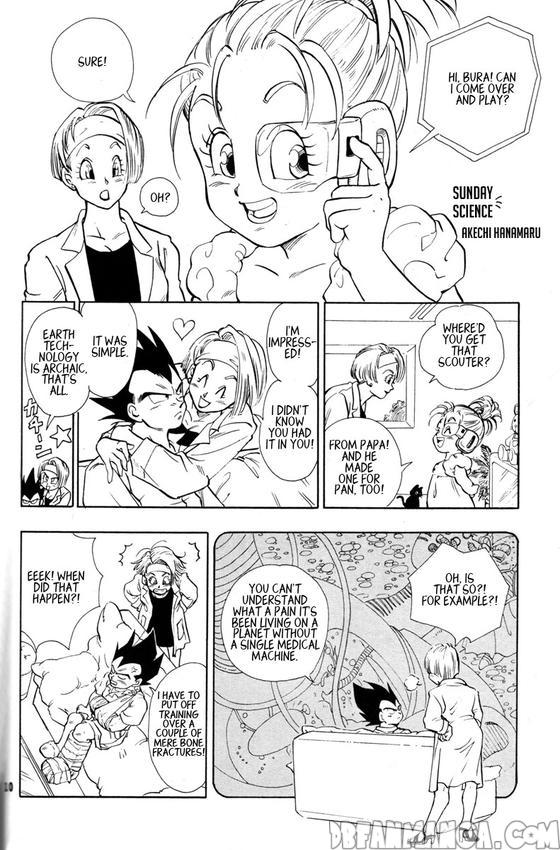 HI, BURA! CAN
I COME OVER
AND PLAY?
SURE!
OH?
SUNDAY
SCIENCE
AKECHI HANAMARU
WHERE'D
YOU GET
THAT
SCOUTER?
FROM PAPA!
AND HE
MADE
ONE FOR
PAN, TOO!
I'M
IMPRESS-
ED!
I DIDN'T
KNOW YOU
HAD IT
IN YOU!
IT WAS
SIMPLE.
EARTH
TECH-
NOLOGY
IS ARCHAIC,
THAT'S
ALL.
OH, IS
THAT SO?!
FOR EXAMPLE?!
YOU CAN'T
UNDERSTAND
WHAT A PAIN IT'S
BEEN LIVING ON A
PLANET WITHOUT
A SINGLE MEDICAL
MACHINE.
EEEK! WHEN
DID THAT
HAPPEN?!
I HAVE TO
PUT OFF
TRAINING
OVER A
COUPLE OF
MERE BONE
FRACTURES!
10
DBFANMANGA.COM